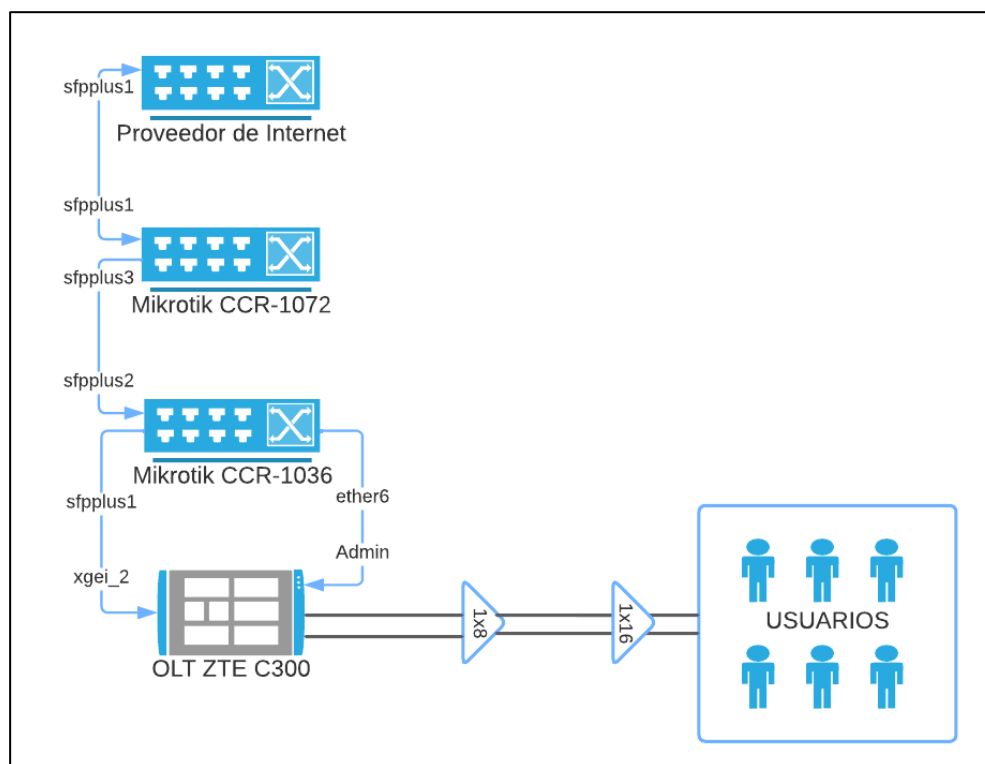 sfpplus1
Proveedor de Internet
sfpplus1
sfpplus3
Mikrotik CCR-1072
sfpplus2
Mikrotik CCR-1036
sfpplus1
ether6
Admin
xgei_2
OLT ZTE C300
1x8
1x16
USUARIOS